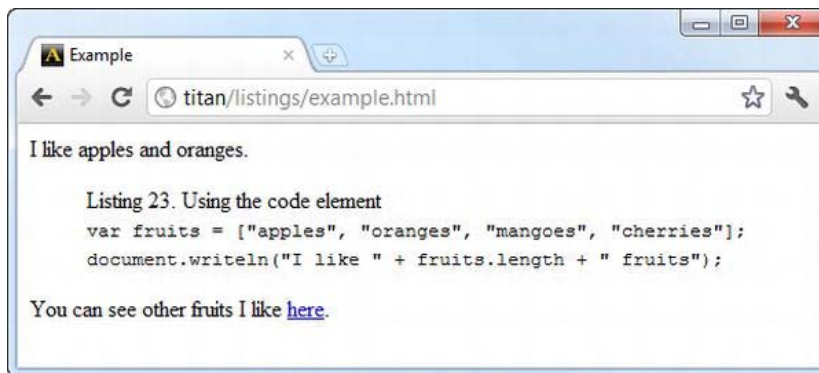 Example
titan/listings/example.html
I like apples and oranges.
Listing 23. Using the code element
var fruits = ["apples", "oranges", "mangoes", "cherries"];
document.writeln("I like " + fruits.length + " fruits");
You can see other fruits I like here.